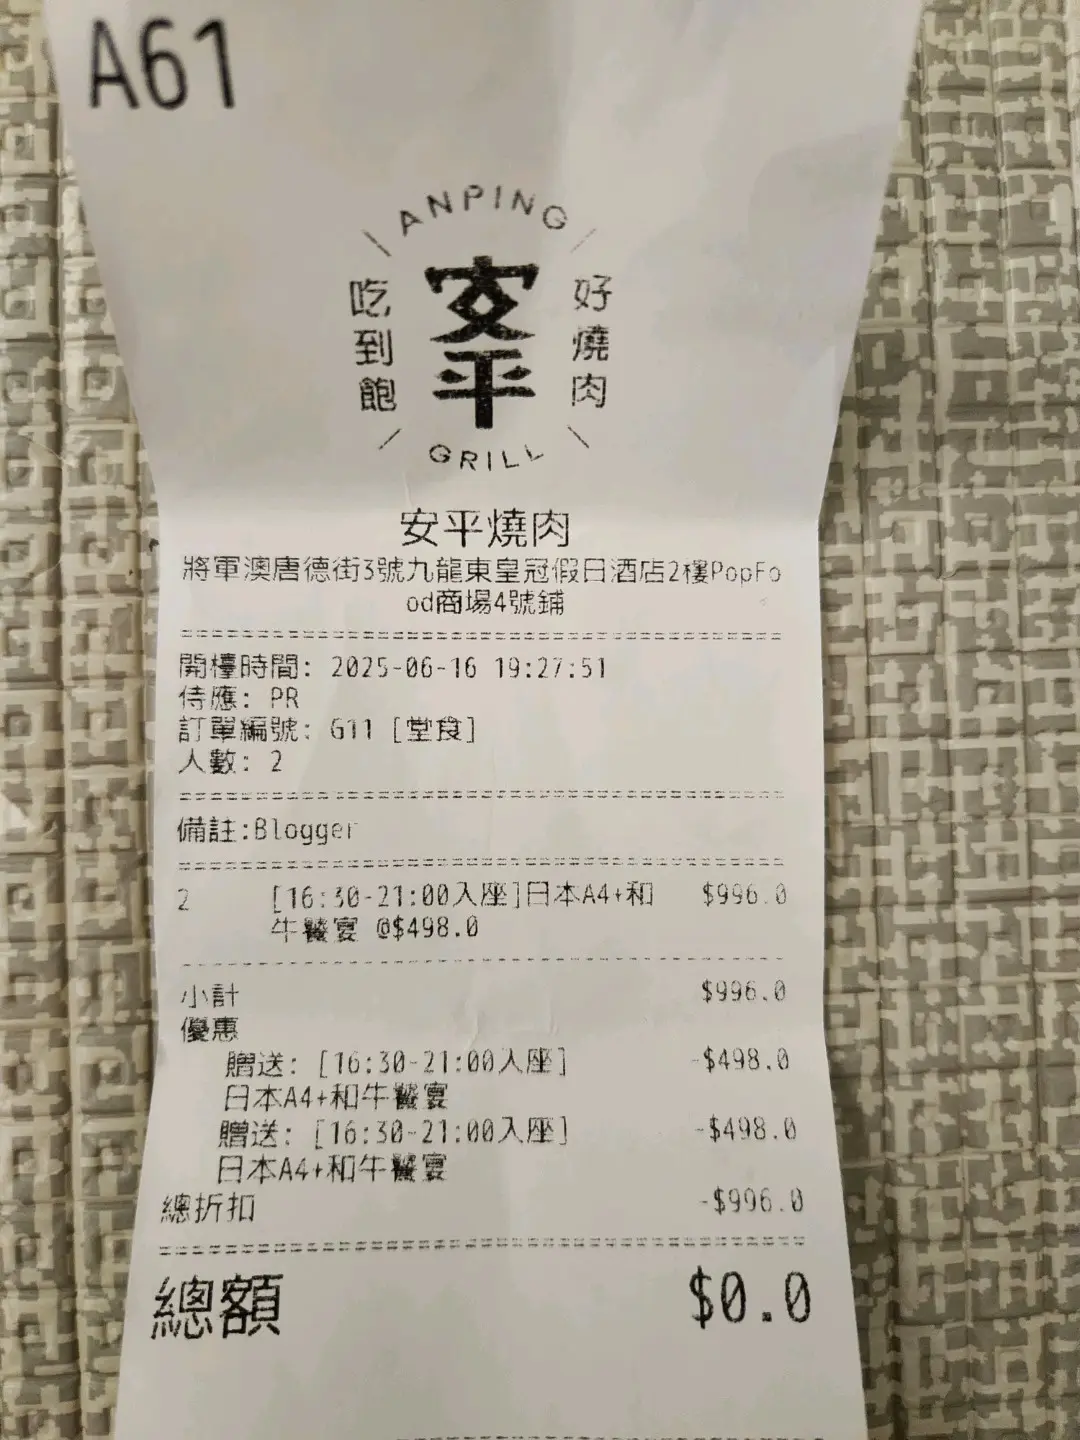 A61
ANPING
吃到飽
安平
好燒肉
GRILL
安平燒肉
將軍澳唐德街3號九龍東皇冠假日酒店2樓PopFo
od商場4號鋪
開檯時間: 2025-06-16 19:27:51
侍應: PR
訂單編號: G11 [堂食]
人數: 2
備註:Blogger
2 [16:30-21:00入座]日本A4+和 $996.0
牛饗宴 @$498.0
小計 $996.0
優惠
贈送: [16:30-21:00入座] -$498.0
日本A4+和牛饗宴
贈送: [16:30-21:00入座] -$498.0
日本A4+和牛饗宴
總折扣 -$996.0
總額 $0.0